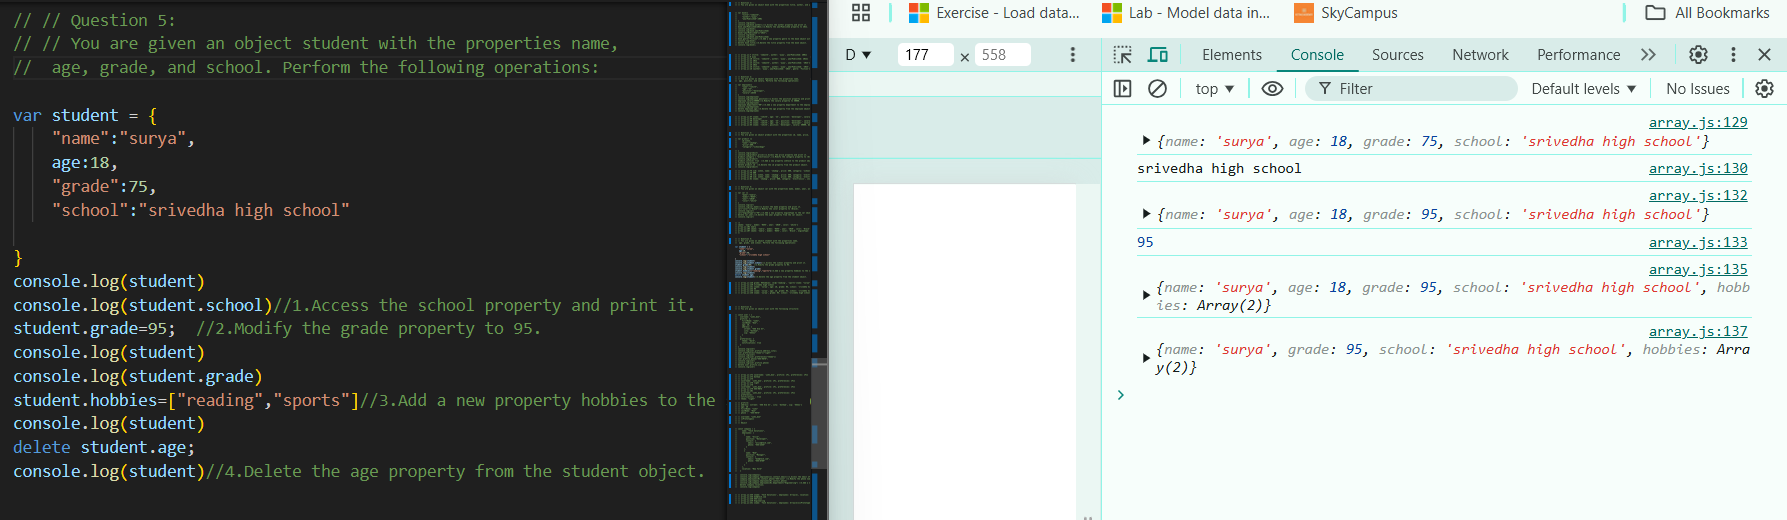 // // Question 5:
// // You are given an object student with the properties name,
//  age, grade, and school. Perform the following operations:
var student = {
"name":"surya",
age:18,
"grade":75,
"school":"srivedha high school"
}
console.log(student)
console.log(student.school)//1.Access the school property and print it.
student.grade=95;  //2.Modify the grade property to 95.
console.log(student)
console.log(student.grade)
student.hobbies=["reading","sports"]//3.Add a new property hobbies to the
console.log(student)
delete student.age;
console.log(student)//4.Delete the age property from the student object.
Exercise - Load data...
Lab - Model data in...
SkyCampus
All Bookmarks
D ▼ 177 × 558
Elements Console Sources Performance
top ▼ Filter Default levels ▼ No Issues
array.js:129
{name: 'surya', age: 18, grade: 75, school: 'srivedha high school'}
srivedha high school array.js:130
array.js:132
{name: 'surya', age: 18, grade: 95, school: 'srivedha high school'}
95 array.js:133
array.js:135
{name: 'surya', age: 18, grade: 95, school: 'srivedha high school', hobb
ies: Array(2)}
array.js:137
{name: 'surya', grade: 95, school: 'srivedha high school', hobbies: Arra
y(2)}